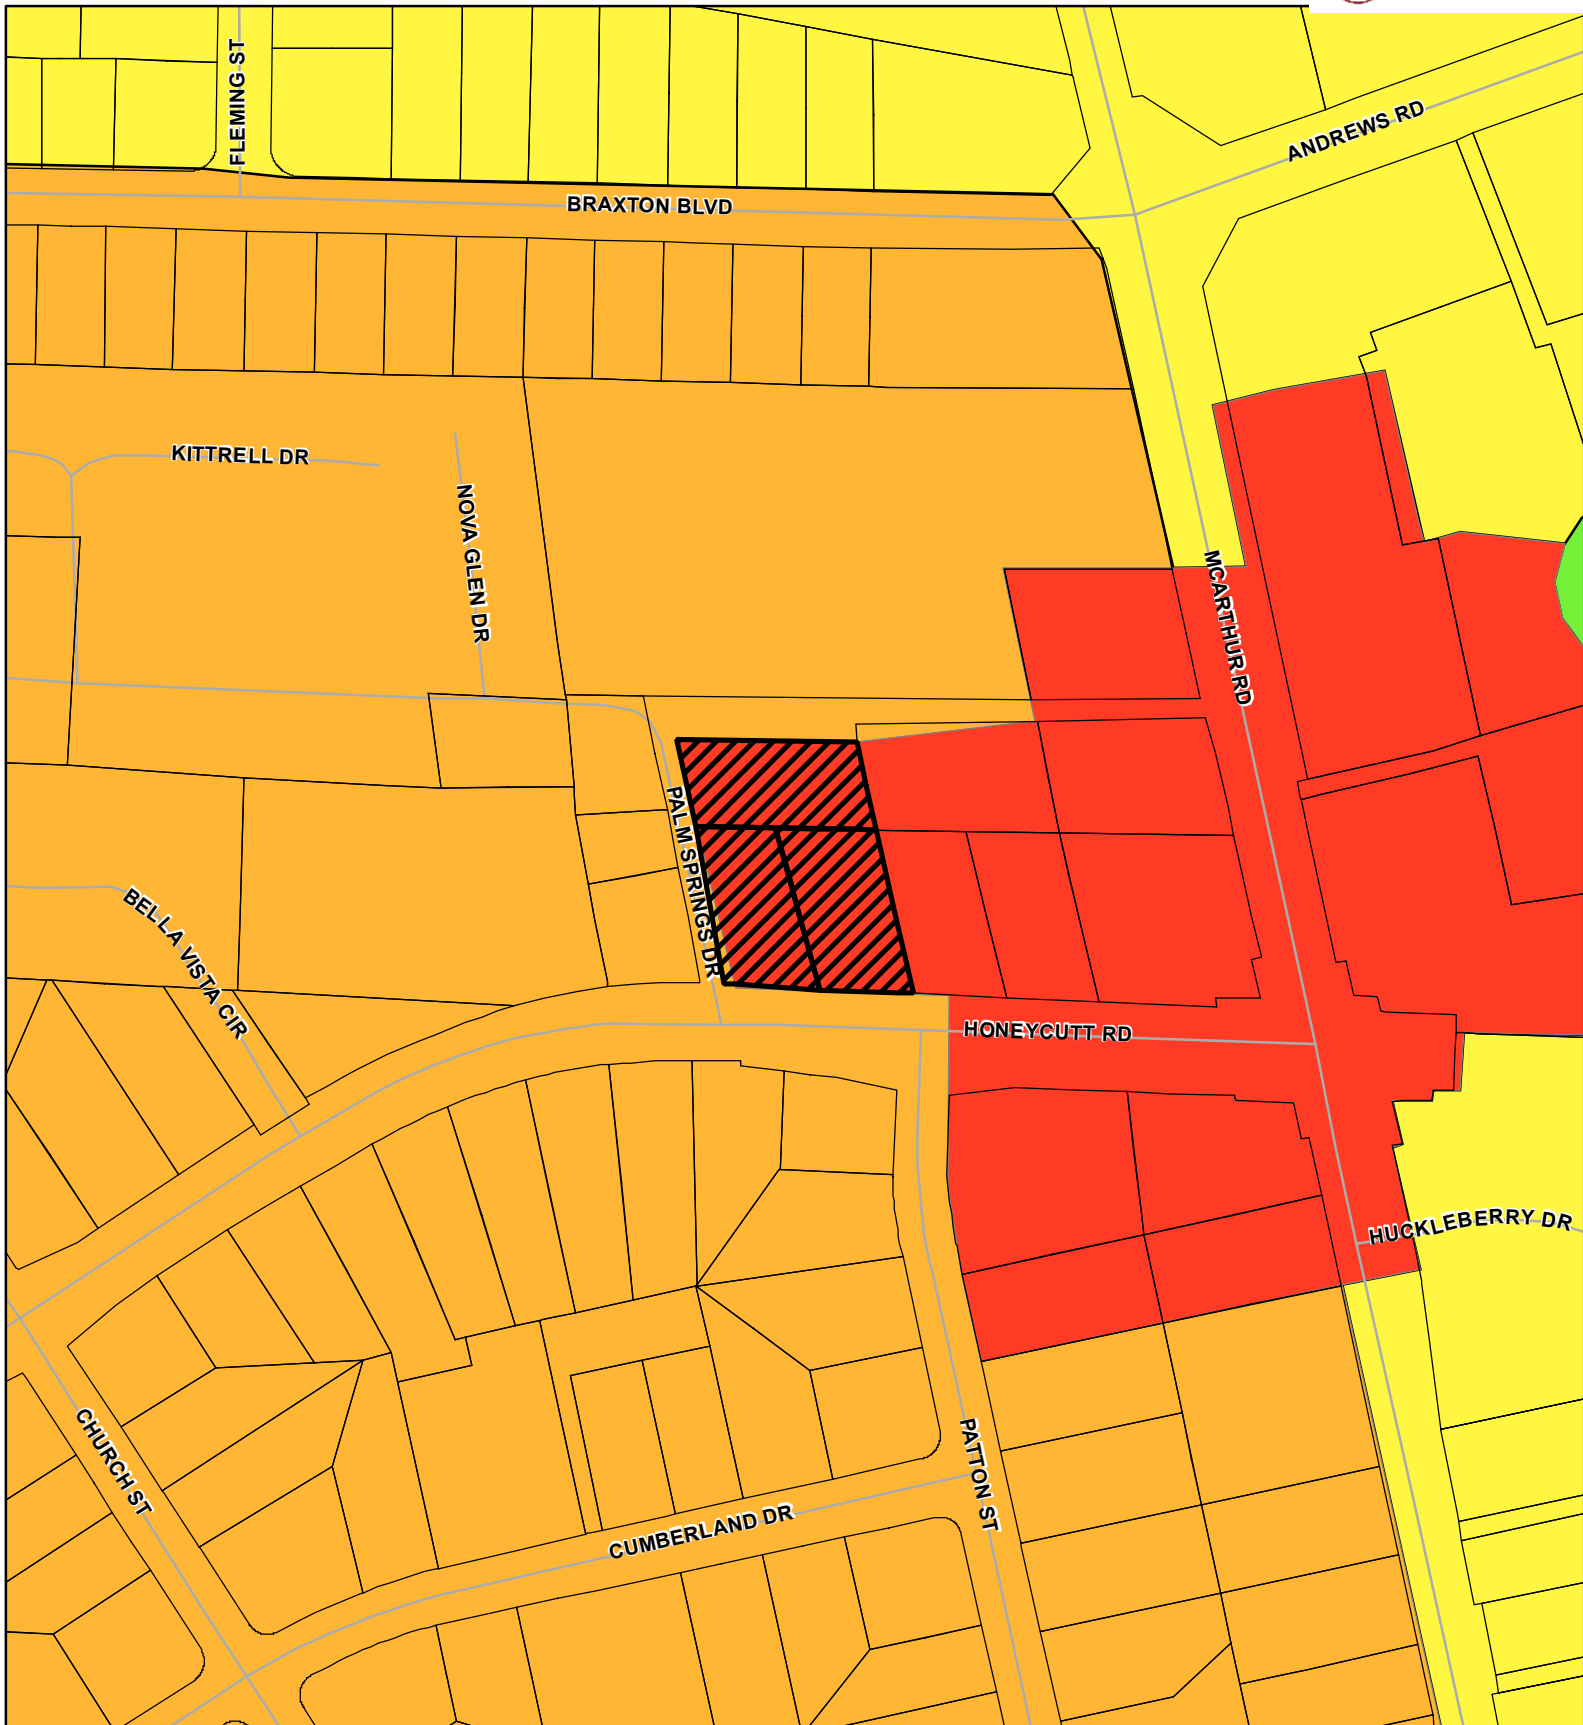 FLEMING ST
ANDREWS RD
BRAXTON BLVD
KITTRELL DR
NOVA GLEN DR
MCARTHUR RD
PALM SPRINGS DR
BELLA VISTA CIR
HONEYCUTT RD
HUCKLEBERRY DR
CHURCH ST
PATTON ST
CUMBERLAND DR